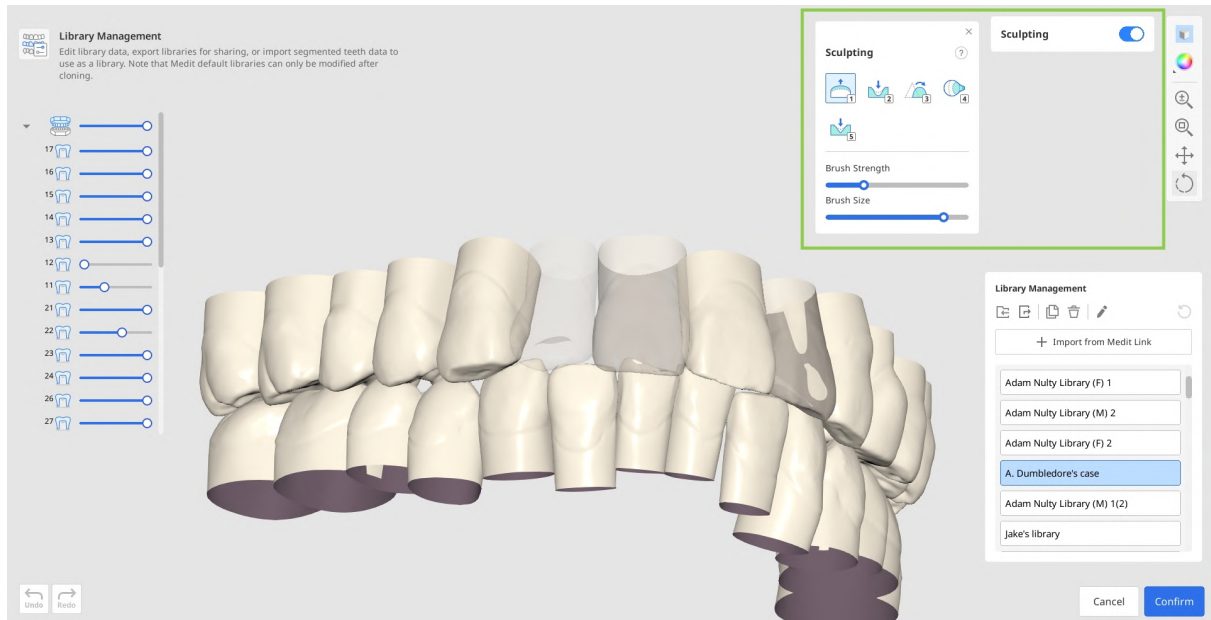 Library Management
Edit library data, export libraries for sharing, or import segmented teeth data to
use as a library. Note that Medit default libraries can only be modified after
cloning.
17
16
15
14
13
12
11
21
22
23
24
26
27
Sculpting
?
1
2
3
4
5
Brush Strength
Brush Size
Sculpting
Library Management
Import from Medit Link
Adam Nulty Library (F) 1
Adam Nulty Library (M) 2
Adam Nulty Library (F) 2
A. Dumbledore's case
Adam Nulty Library (M) 1(2)
Jake's library
Undo
Redo
Cancel
Confirm